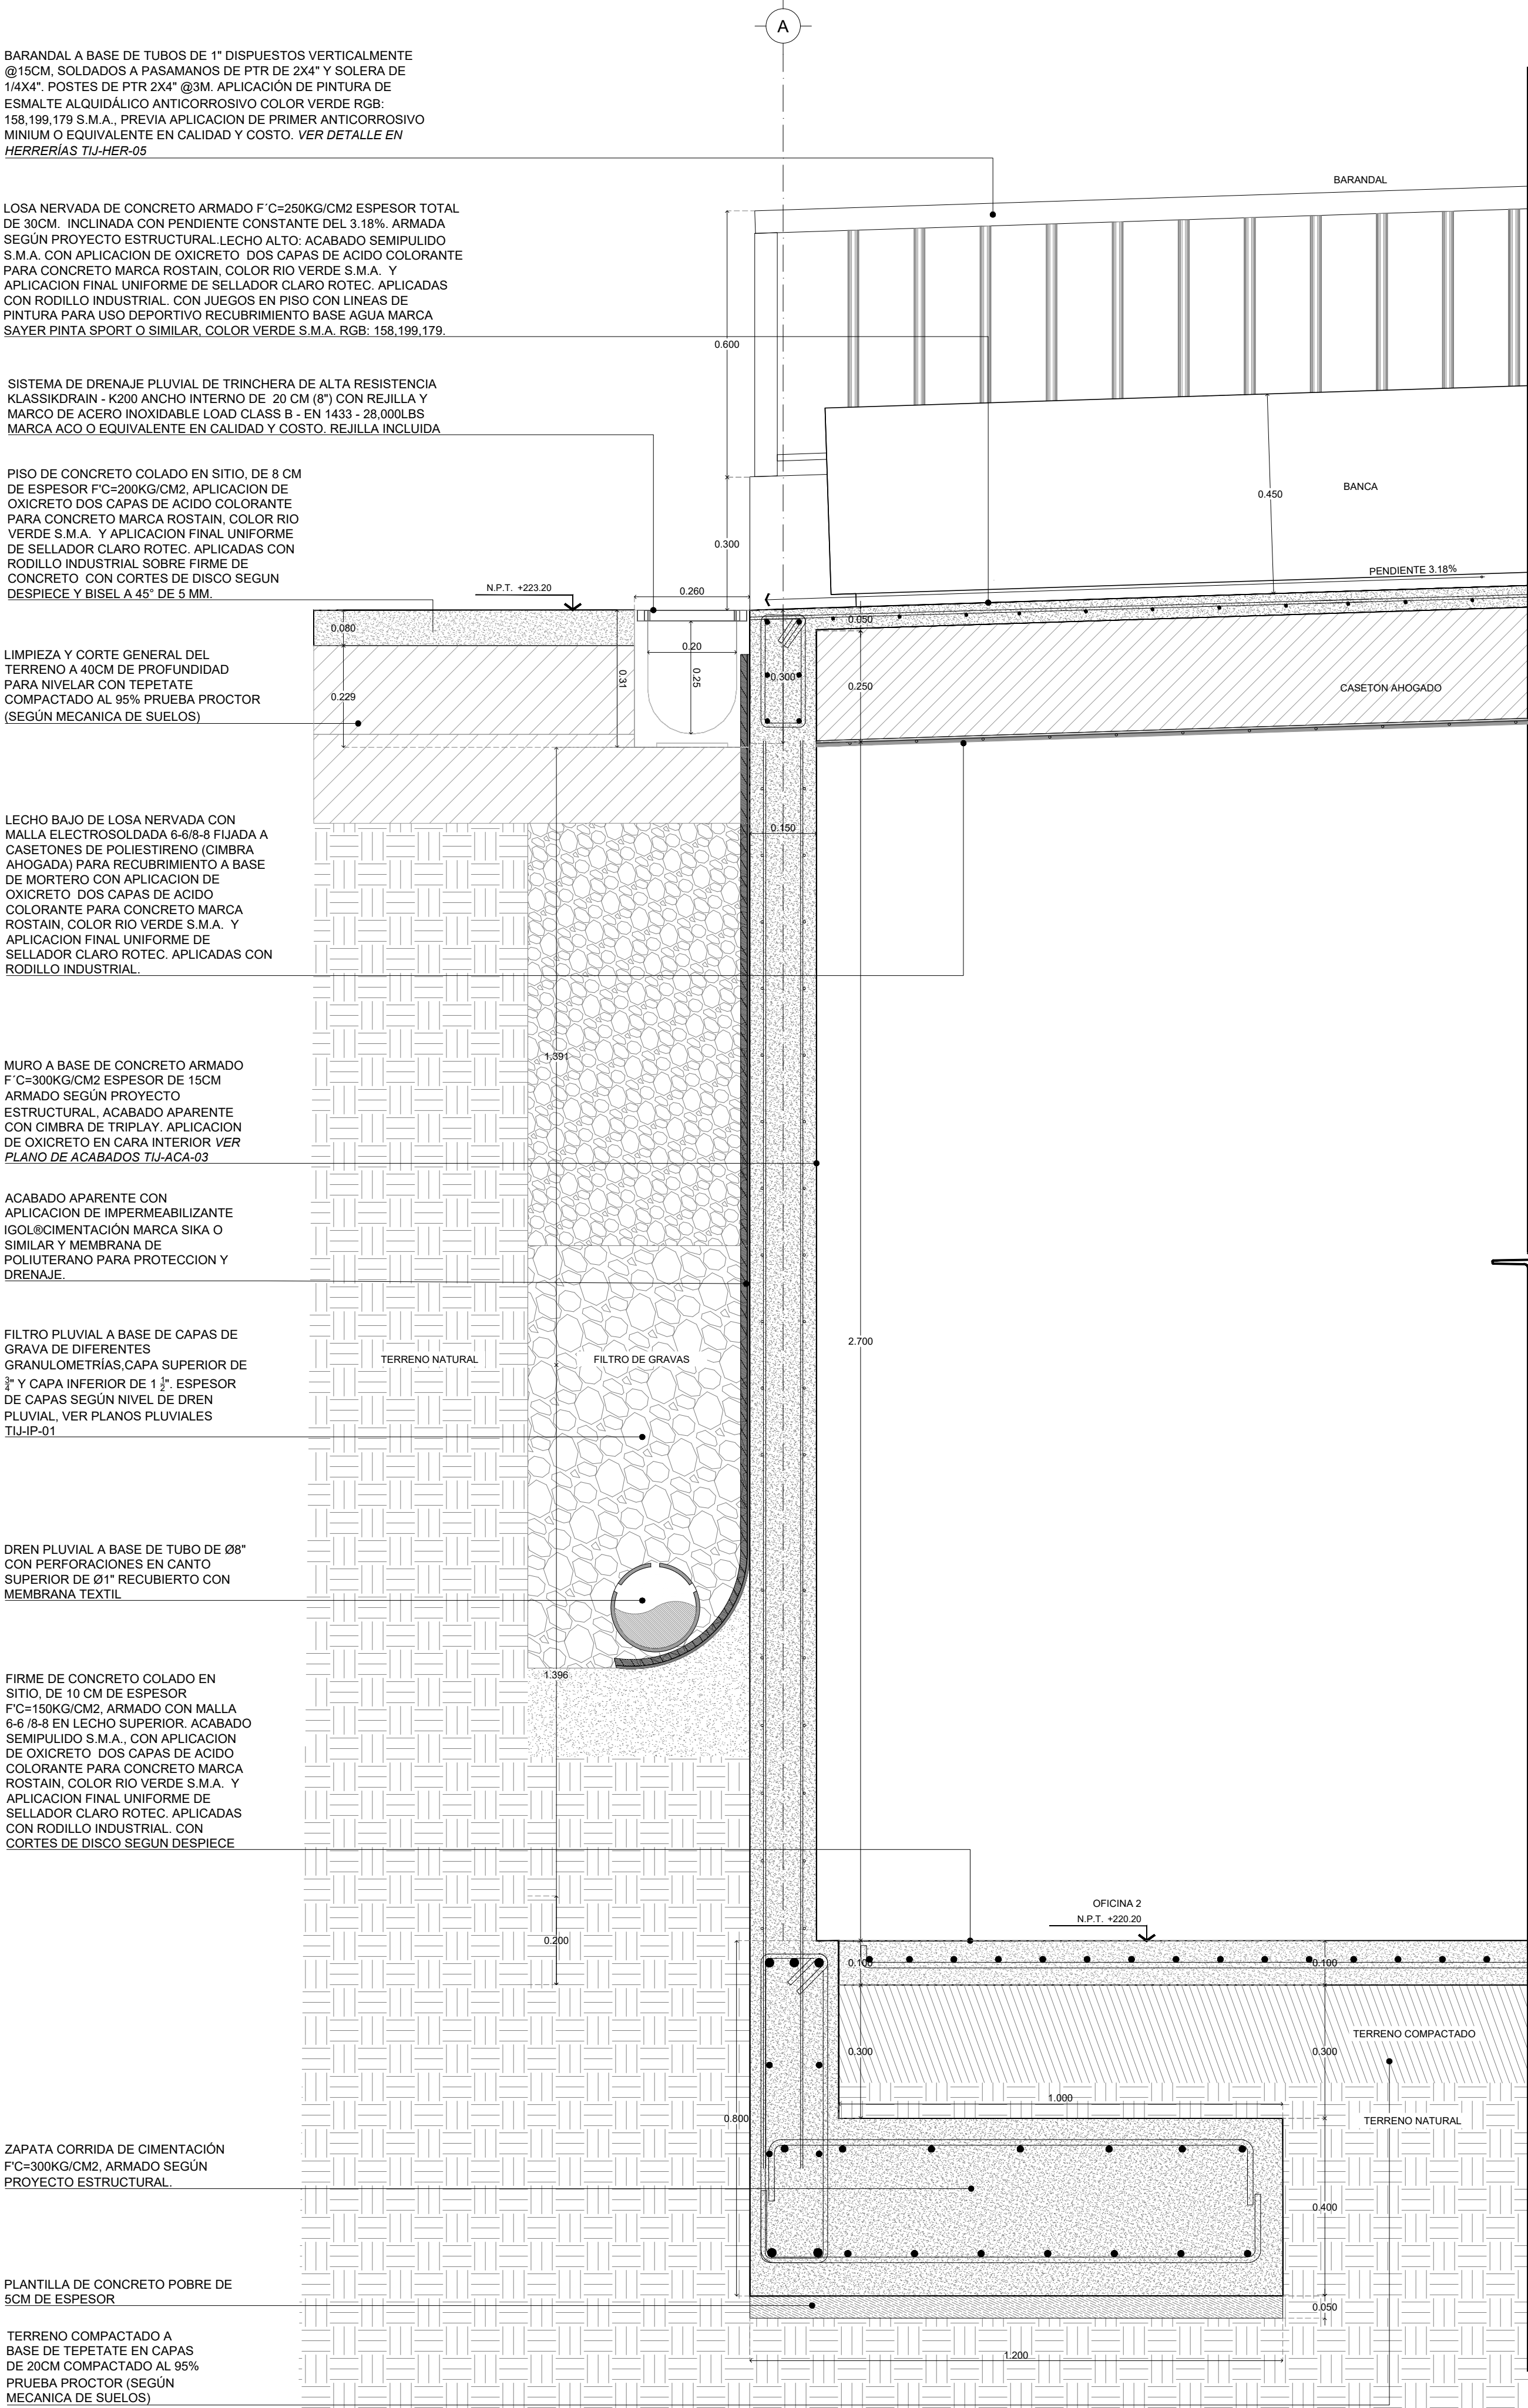 A
BARANDAL A BASE DE TUBOS DE 1" DISPUESTOS VERTICALMENTE
@15CM, SOLDADOS A PASAMANOS DE PTR DE 2X4" Y SOLERA DE
1/4X4". POSTES DE PTR 2X4" @3M. APLICACIÓN DE PINTURA DE
ESMALTE ALQUIDÁLICO ANTICORROSIVO COLOR VERDE RGB:
158,199,179 S.M.A., PREVIA APLICACION DE PRIMER ANTICORROSIVO
MINIUM O EQUIVALENTE EN CALIDAD Y COSTO. VER DETALLE EN
HERRERÍAS TIJ-HER-05
BARANDAL
LOSA NERVADA DE CONCRETO ARMADO F´C=250KG/CM2 ESPESOR TOTAL
DE 30CM. INCLINADA CON PENDIENTE CONSTANTE DEL 3.18%. ARMADA
SEGÚN PROYECTO ESTRUCTURAL.LECHO ALTO: ACABADO SEMIPULIDO
S.M.A. CON APLICACION DE OXICRETO DOS CAPAS DE ACIDO COLORANTE
PARA CONCRETO MARCA ROSTAIN, COLOR RIO VERDE S.M.A. Y
APLICACION FINAL UNIFORME DE SELLADOR CLARO ROTEC. APLICADAS
CON RODILLO INDUSTRIAL. CON JUEGOS EN PISO CON LINEAS DE
PINTURA PARA USO DEPORTIVO RECUBRIMIENTO BASE AGUA MARCA
SAYER PINTA SPORT O SIMILAR, COLOR VERDE S.M.A. RGB: 158,199,179.
0.600
SISTEMA DE DRENAJE PLUVIAL DE TRINCHERA DE ALTA RESISTENCIA
KLASSIKDRAIN - K200 ANCHO INTERNO DE 20 CM (8") CON REJILLA Y
MARCO DE ACERO INOXIDABLE LOAD CLASS B - EN 1433 - 28,000LBS
MARCA ACO O EQUIVALENTE EN CALIDAD Y COSTO. REJILLA INCLUIDA
PISO DE CONCRETO COLADO EN SITIO, DE 8 CM
DE ESPESOR F'C=200KG/CM2, APLICACION DE
OXICRETO DOS CAPAS DE ACIDO COLORANTE
PARA CONCRETO MARCA ROSTAIN, COLOR RIO
VERDE S.M.A. Y APLICACION FINAL UNIFORME
DE SELLADOR CLARO ROTEC. APLICADAS CON
RODILLO INDUSTRIAL SOBRE FIRME DE
CONCRETO CON CORTES DE DISCO SEGUN
DESPIECE Y BISEL A 45° DE 5 MM.
0.450
BANCA
0.300
PENDIENTE 3.18%
N.P.T. +223.20
0.260
0.080
0.050
0.20
0.31
0.25
0.300
0.250
0.229
CASETON AHOGADO
LIMPIEZA Y CORTE GENERAL DEL
TERRENO A 40CM DE PROFUNDIDAD
PARA NIVELAR CON TEPETATE
COMPACTADO AL 95% PRUEBA PROCTOR
(SEGÚN MECANICA DE SUELOS)
LECHO BAJO DE LOSA NERVADA CON
MALLA ELECTROSOLDADA 6-6/8-8 FIJADA A
CASETONES DE POLIESTIRENO (CIMBRA
AHOGADA) PARA RECUBRIMIENTO A BASE
DE MORTERO CON APLICACION DE
OXICRETO DOS CAPAS DE ACIDO
COLORANTE PARA CONCRETO MARCA
ROSTAIN, COLOR RIO VERDE S.M.A. Y
APLICACION FINAL UNIFORME DE
SELLADOR CLARO ROTEC. APLICADAS CON
RODILLO INDUSTRIAL.
0.150
1.391
MURO A BASE DE CONCRETO ARMADO
F´C=300KG/CM2 ESPESOR DE 15CM
ARMADO SEGÚN PROYECTO
ESTRUCTURAL, ACABADO APARENTE
CON CIMBRA DE TRIPLAY. APLICACION
DE OXICRETO EN CARA INTERIOR VER
PLANO DE ACABADOS TIJ-ACA-03
ACABADO APARENTE CON
APLICACION DE IMPERMEABILIZANTE
IGOL®CIMENTACIÓN MARCA SIKA O
SIMILAR Y MEMBRANA DE
POLIUTERANO PARA PROTECCION Y
DRENAJE.
FILTRO PLUVIAL A BASE DE CAPAS DE
GRAVA DE DIFERENTES
GRANULOMETRÍAS,CAPA SUPERIOR DE
3/4" Y CAPA INFERIOR DE 1 1/2". ESPESOR
DE CAPAS SEGÚN NIVEL DE DREN
PLUVIAL, VER PLANOS PLUVIALES
TIJ-IP-01
TERRENO NATURAL
FILTRO DE GRAVAS
2.700
DREN PLUVIAL A BASE DE TUBO DE Ø8"
CON PERFORACIONES EN CANTO
SUPERIOR DE Ø1" RECUBIERTO CON
MEMBRANA TEXTIL
1.396
FIRME DE CONCRETO COLADO EN
SITIO, DE 10 CM DE ESPESOR
F'C=150KG/CM2, ARMADO CON MALLA
6-6 /8-8 EN LECHO SUPERIOR. ACABADO
SEMIPULIDO S.M.A., CON APLICACION
DE OXICRETO DOS CAPAS DE ACIDO
COLORANTE PARA CONCRETO MARCA
ROSTAIN, COLOR RIO VERDE S.M.A. Y
APLICACION FINAL UNIFORME DE
SELLADOR CLARO ROTEC. APLICADAS
CON RODILLO INDUSTRIAL. CON
CORTES DE DISCO SEGUN DESPIECE
OFICINA 2
N.P.T. +220.20
0.200
0.100
0.100
TERRENO COMPACTADO
0.300
0.300
1.000
0.800
TERRENO NATURAL
ZAPATA CORRIDA DE CIMENTACIÓN
F'C=300KG/CM2, ARMADO SEGÚN
PROYECTO ESTRUCTURAL.
0.400
PLANTILLA DE CONCRETO POBRE DE
5CM DE ESPESOR
0.050
1.200
TERRENO COMPACTADO A
BASE DE TEPETATE EN CAPAS
DE 20CM COMPACTADO AL 95%
PRUEBA PROCTOR (SEGÚN
MECANICA DE SUELOS)